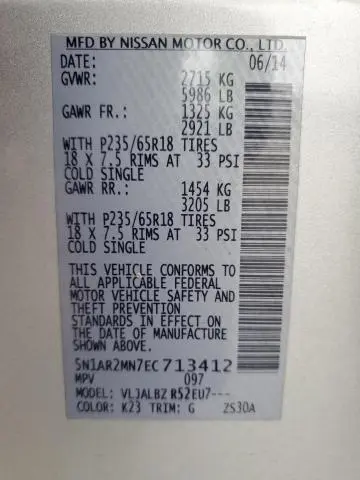 MFD BY NISSAN MOTOR CO., LTD.
DATE: 06/14
GVWR: 2715 KG
5986 LB
GAWR FR.: 1325 KG
2921 LB
WITH P235/65R18 TIRES
18 X 7.5 RIMS AT 33 PSI
COLD SINGLE
GAWR RR.: 1454 KG
3205 LB
WITH P235/65R18 TIRES
18 X 7.5 RIMS AT 33 PSI
COLD SINGLE
THIS VEHICLE CONFORMS TO
ALL APPLICABLE FEDERAL
MOTOR VEHICLE SAFETY AND
THEFT PREVENTION
STANDARDS IN EFFECT ON
THE DATE OF MANUFACTURE
SHOWN ABOVE.
5N1AR2MN7EC713412
MPV 097
MODEL: VLJALBZ R52EU7---
COLOR: K23 TRIM: G ZS30A